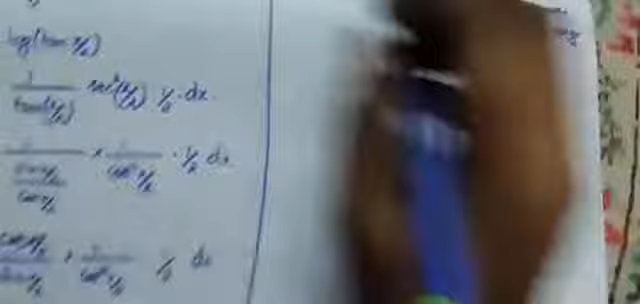 log(tan x/2)
1/tan(x/2) sec²(x/2) ½ · dx
1/(sin x/2 / cos x/2) × 1/cos² x/2 · ½ dx
cos x/2 / sin x/2 × 1/cos² x/2 ½ dx